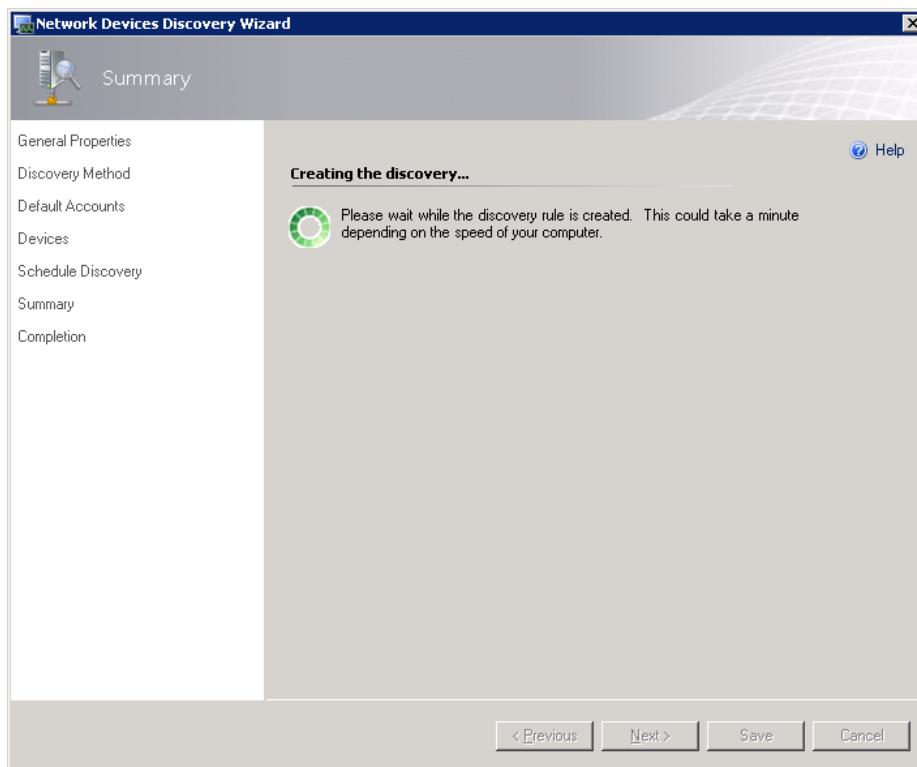 Network Devices Discovery Wizard
Summary
General Properties
Discovery Method
Default Accounts
Devices
Schedule Discovery
Summary
Completion
Help
Creating the discovery...
Please wait while the discovery rule is created. This could take a minute
depending on the speed of your computer.
< Previous
Next >
Save
Cancel